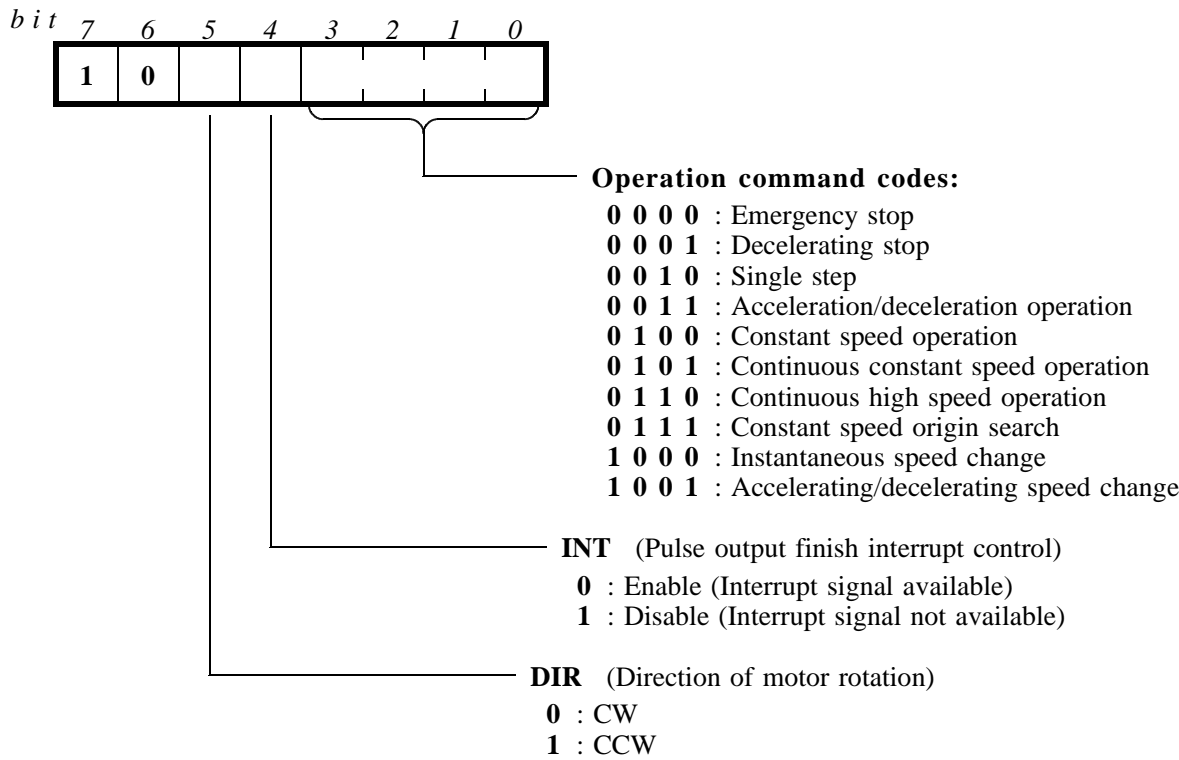 bit 7 6 5 4 3 2 1 0
1 0
Operation command codes:
0 0 0 0 : Emergency stop
0 0 0 1 : Decelerating stop
0 0 1 0 : Single step
0 0 1 1 : Acceleration/deceleration operation
0 1 0 0 : Constant speed operation
0 1 0 1 : Continuous constant speed operation
0 1 1 0 : Continuous high speed operation
0 1 1 1 : Constant speed origin search
1 0 0 0 : Instantaneous speed change
1 0 0 1 : Accelerating/decelerating speed change
INT (Pulse output finish interrupt control)
0 : Enable (Interrupt signal available)
1 : Disable (Interrupt signal not available)
DIR (Direction of motor rotation)
0 : CW
1 : CCW